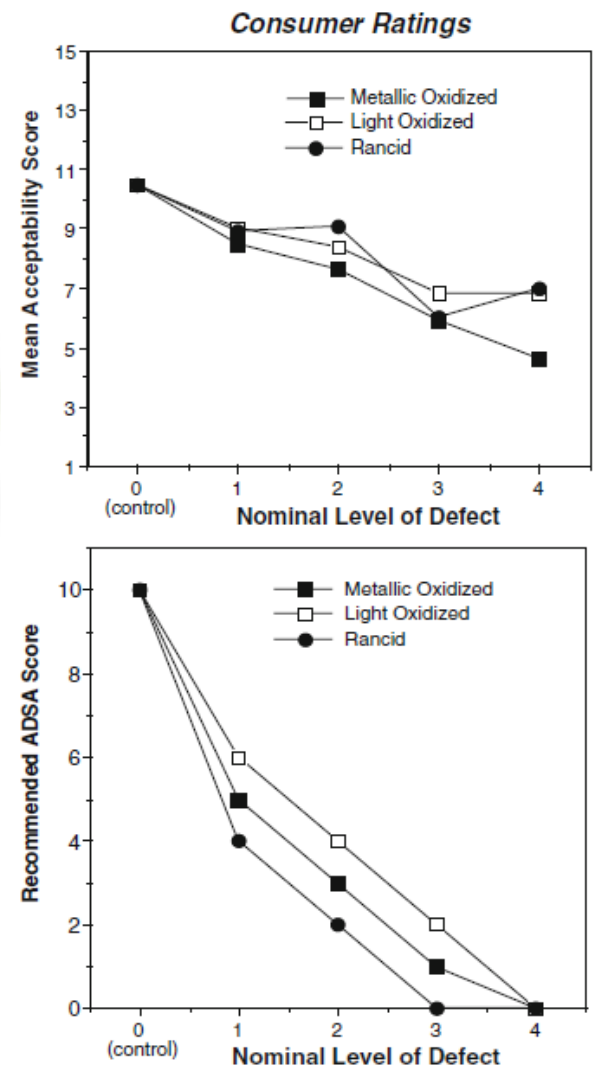 Consumer Ratings
Mean Acceptability Score
15
13
11
9
7
5
3
1
Metallic Oxidized
Light Oxidized
Rancid
0
(control)
1
2
3
4
Nominal Level of Defect
Recommended ADSA Score
10
8
6
4
2
0
Metallic Oxidized
Light Oxidized
Rancid
0
(control)
1
2
3
4
Nominal Level of Defect